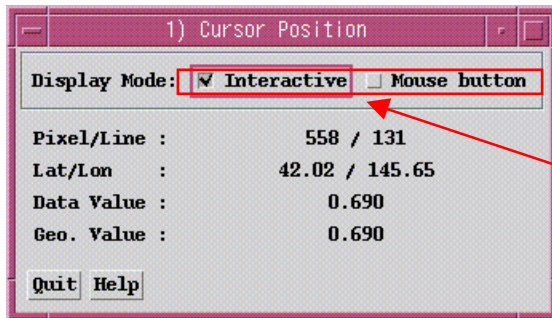 1) Cursor Position
Display Mode: Interactive Mouse button
Pixel/Line : 558 / 131
Lat/Lon : 42.02 / 145.65
Data Value : 0.690
Geo. Value : 0.690
Quit Help